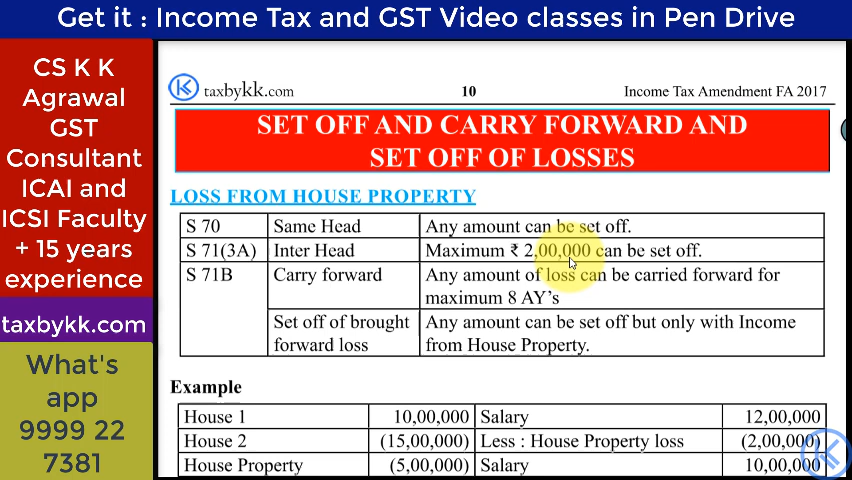 Get it : Income Tax and GST Video classes in Pen Drive
CS K K
Agrawal
GST
Consultant
ICAI and
ICSI Faculty
+ 15 years
experience
taxbykk.com
What's
app
9999 22
7381
taxbykk.com 10 Income Tax Amendment FA 2017
SET OFF AND CARRY FORWARD AND
SET OFF OF LOSSES
LOSS FROM HOUSE PROPERTY
S 70 Same Head Any amount can be set off.
S 71(3A) Inter Head Maximum ₹ 2,00,000 can be set off.
S 71B Carry forward Any amount of loss can be carried forward for
maximum 8 AY's
Set off of brought Any amount can be set off but only with Income
forward loss from House Property.
Example
House 1 10,00,000 Salary 12,00,000
House 2 (15,00,000) Less : House Property loss (2,00,000)
House Property (5,00,000) Salary 10,00,000